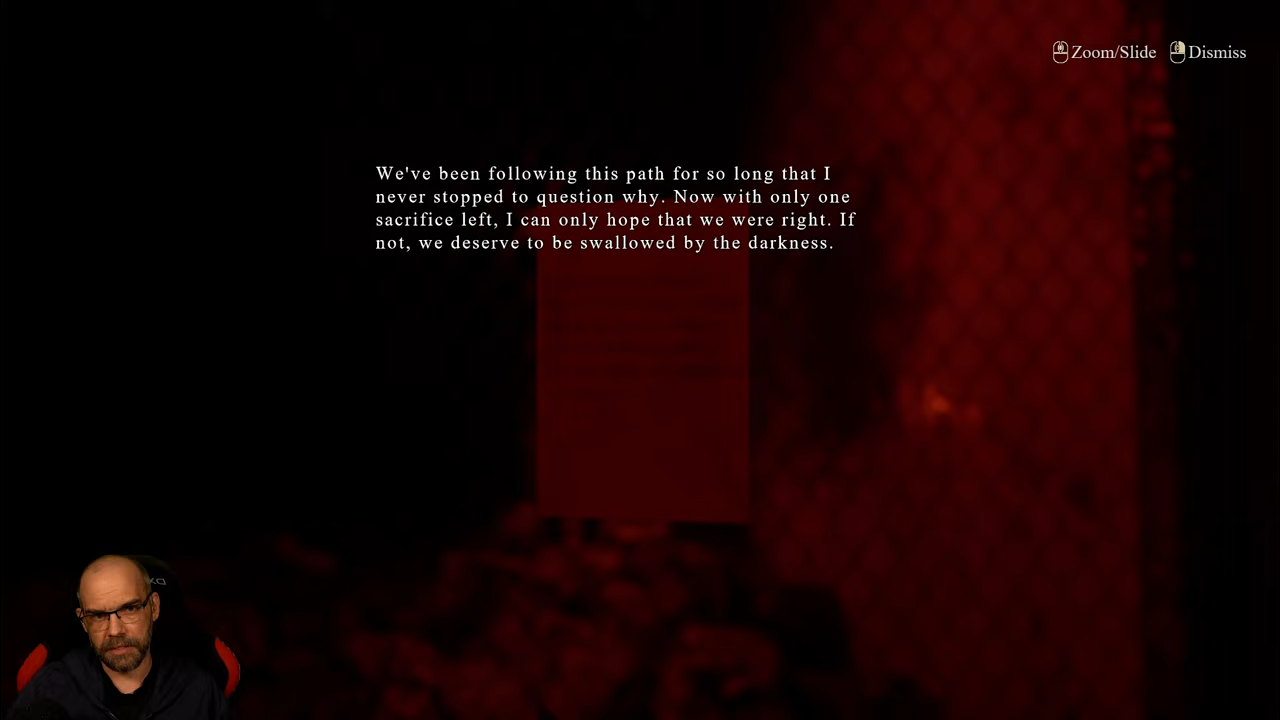 Zoom/Slide Dismiss
We've been following this path for so long that I
never stopped to question why. Now with only one
sacrifice left, I can only hope that we were right. If
not, we deserve to be swallowed by the darkness.